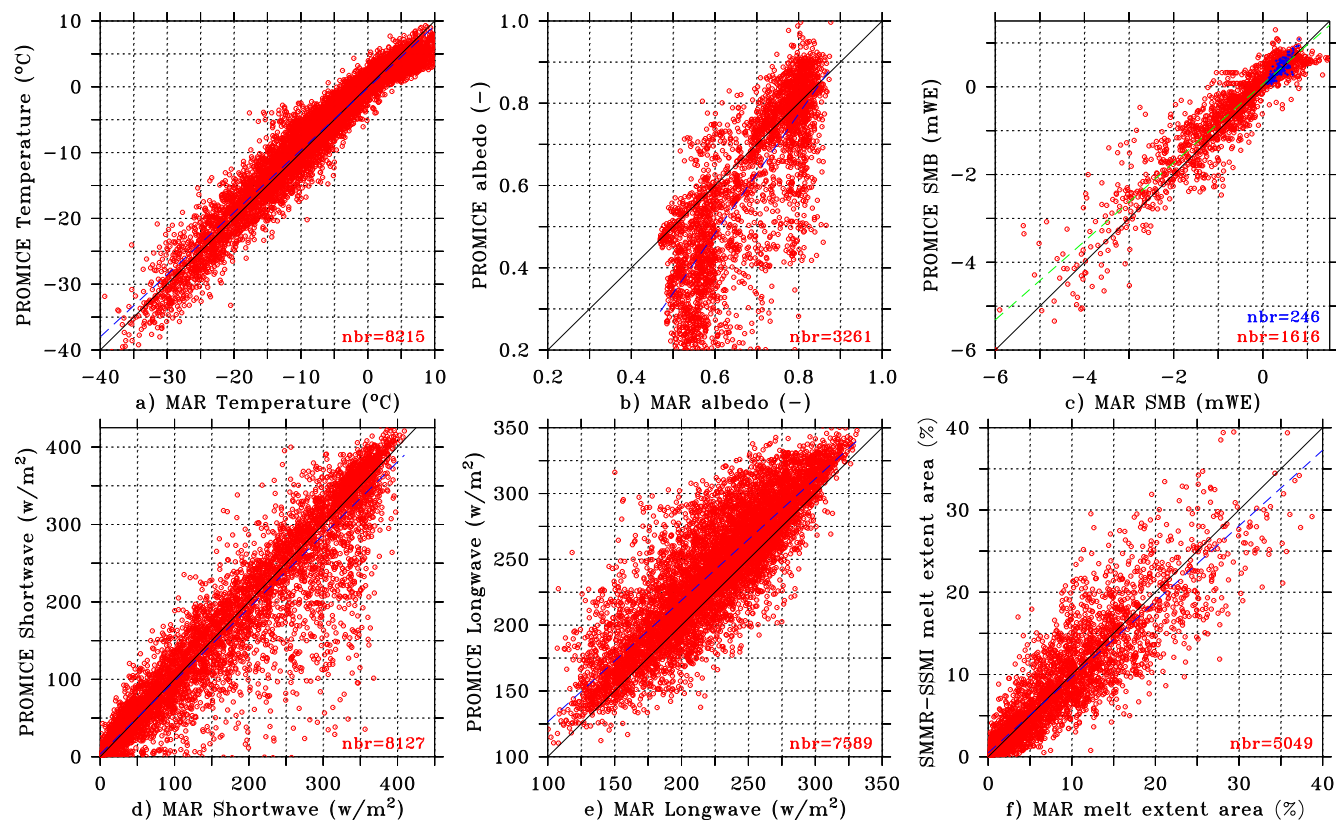 PROMICE Temperature (°C)
10
0
−10
−20
−30
−40
nbr=8215
−40 −30 −20 −10 0 10
a) MAR Temperature (°C)
PROMICE albedo (−)
1.0
0.8
0.6
0.4
0.2
nbr=3261
0.2 0.4 0.6 0.8 1.0
b) MAR albedo (−)
PROMICE SMB (mWE)
0
−2
−4
−6
nbr=246
nbr=1616
−6 −4 −2 0
c) MAR SMB (mWE)
PROMICE Shortwave (w/m²)
400
300
200
100
0
nbr=8127
0 100 200 300 400
d) MAR Shortwave (w/m²)
PROMICE Longwave (w/m²)
350
300
250
200
150
100
nbr=7589
100 150 200 250 300 350
e) MAR Longwave (w/m²)
SMMR−SSMI melt extent area (%)
40
30
20
10
0
nbr=5049
0 10 20 30 40
f) MAR melt extent area (%)